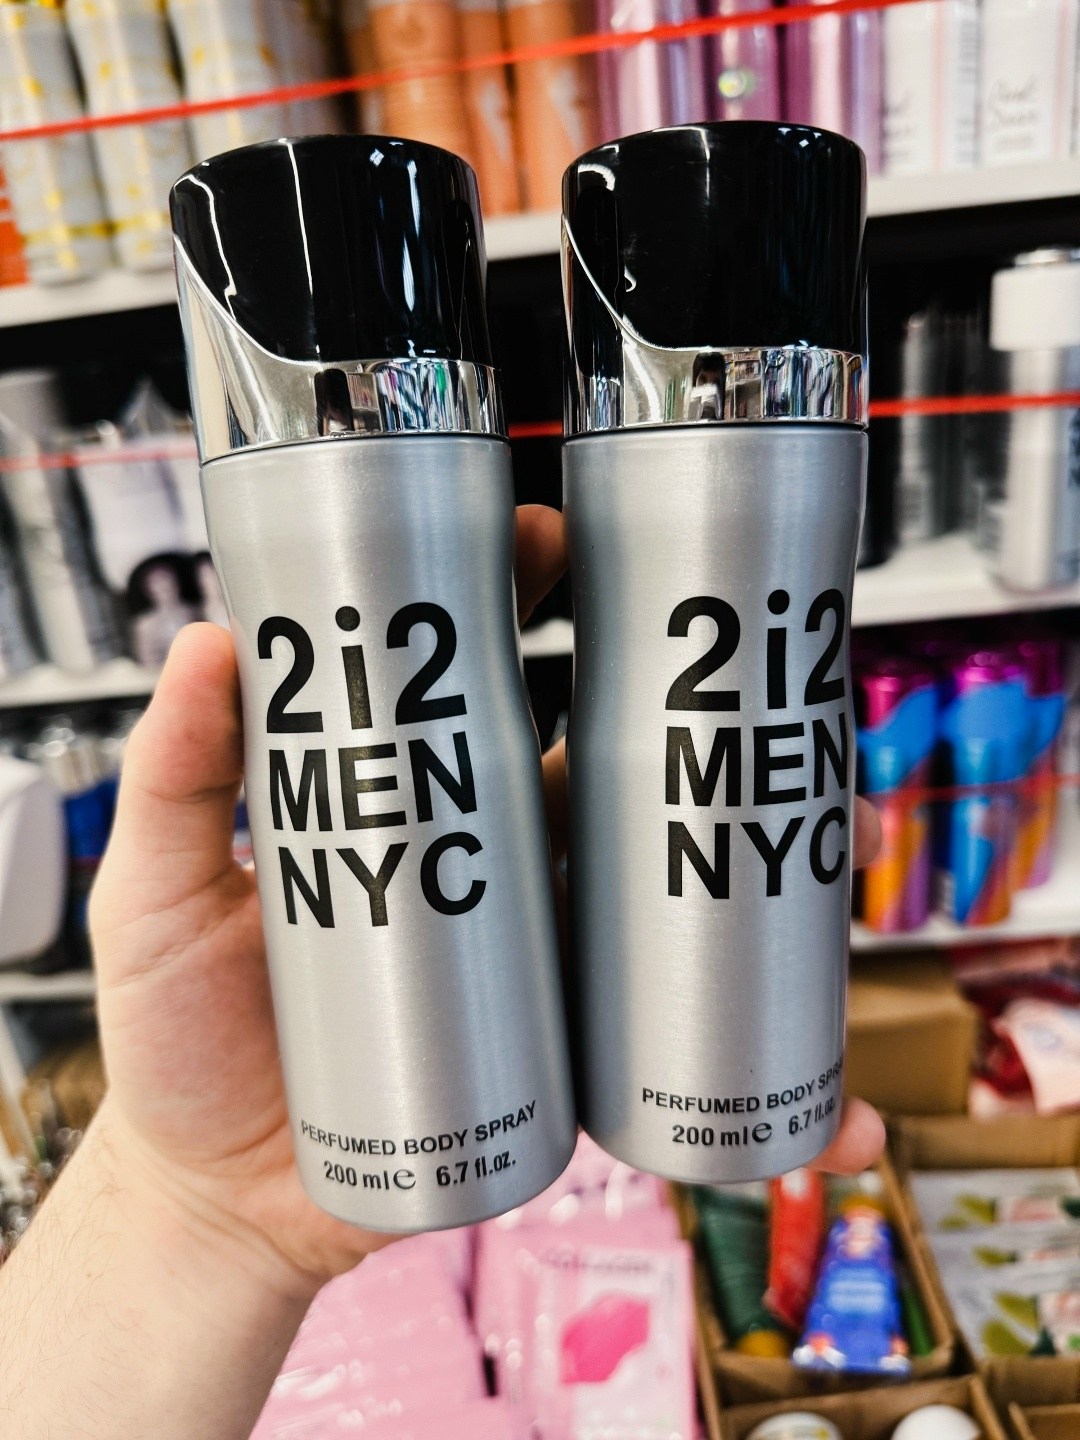 2i2
MEN
NYC
PERFUMED BODY SPRAY
200 ml e 6.7 fl.oz.
2i2
MEN
NYC
PERFUMED BODY SPRAY
200 ml e 6.7 fl.oz.